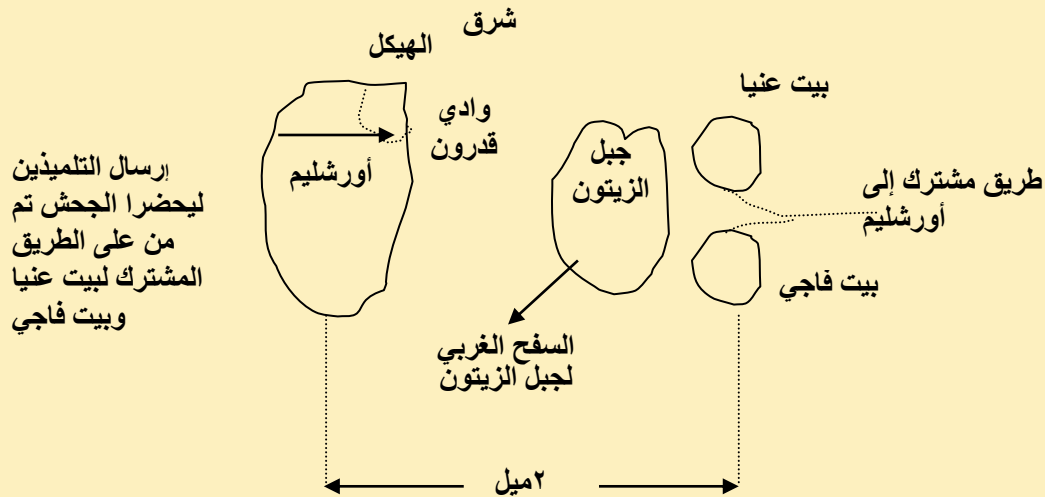 شرق
الهيكل
بيت عنيا
وادي
قدرون
جبل
الزيتون
أورشليم
إرسال التلميذين
ليحضرا الجحش تم
من على الطريق
المشترك لبيت عنيا
وبيت فاجي
طريق مشترك إلى
أورشليم
بيت فاجي
السفح الغربي
لجبل الزيتون
٢ميل